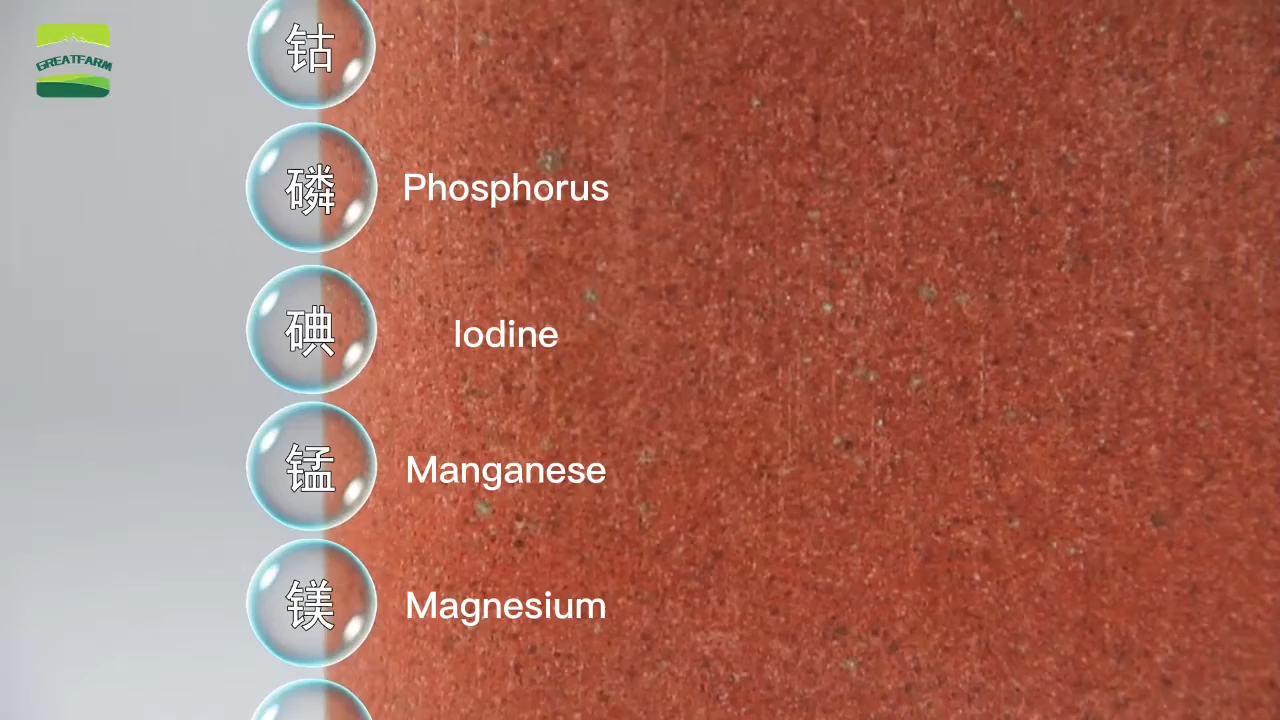 GREATFARM
钴
磷 Phosphorus
碘 Iodine
锰 Manganese
镁 Magnesium